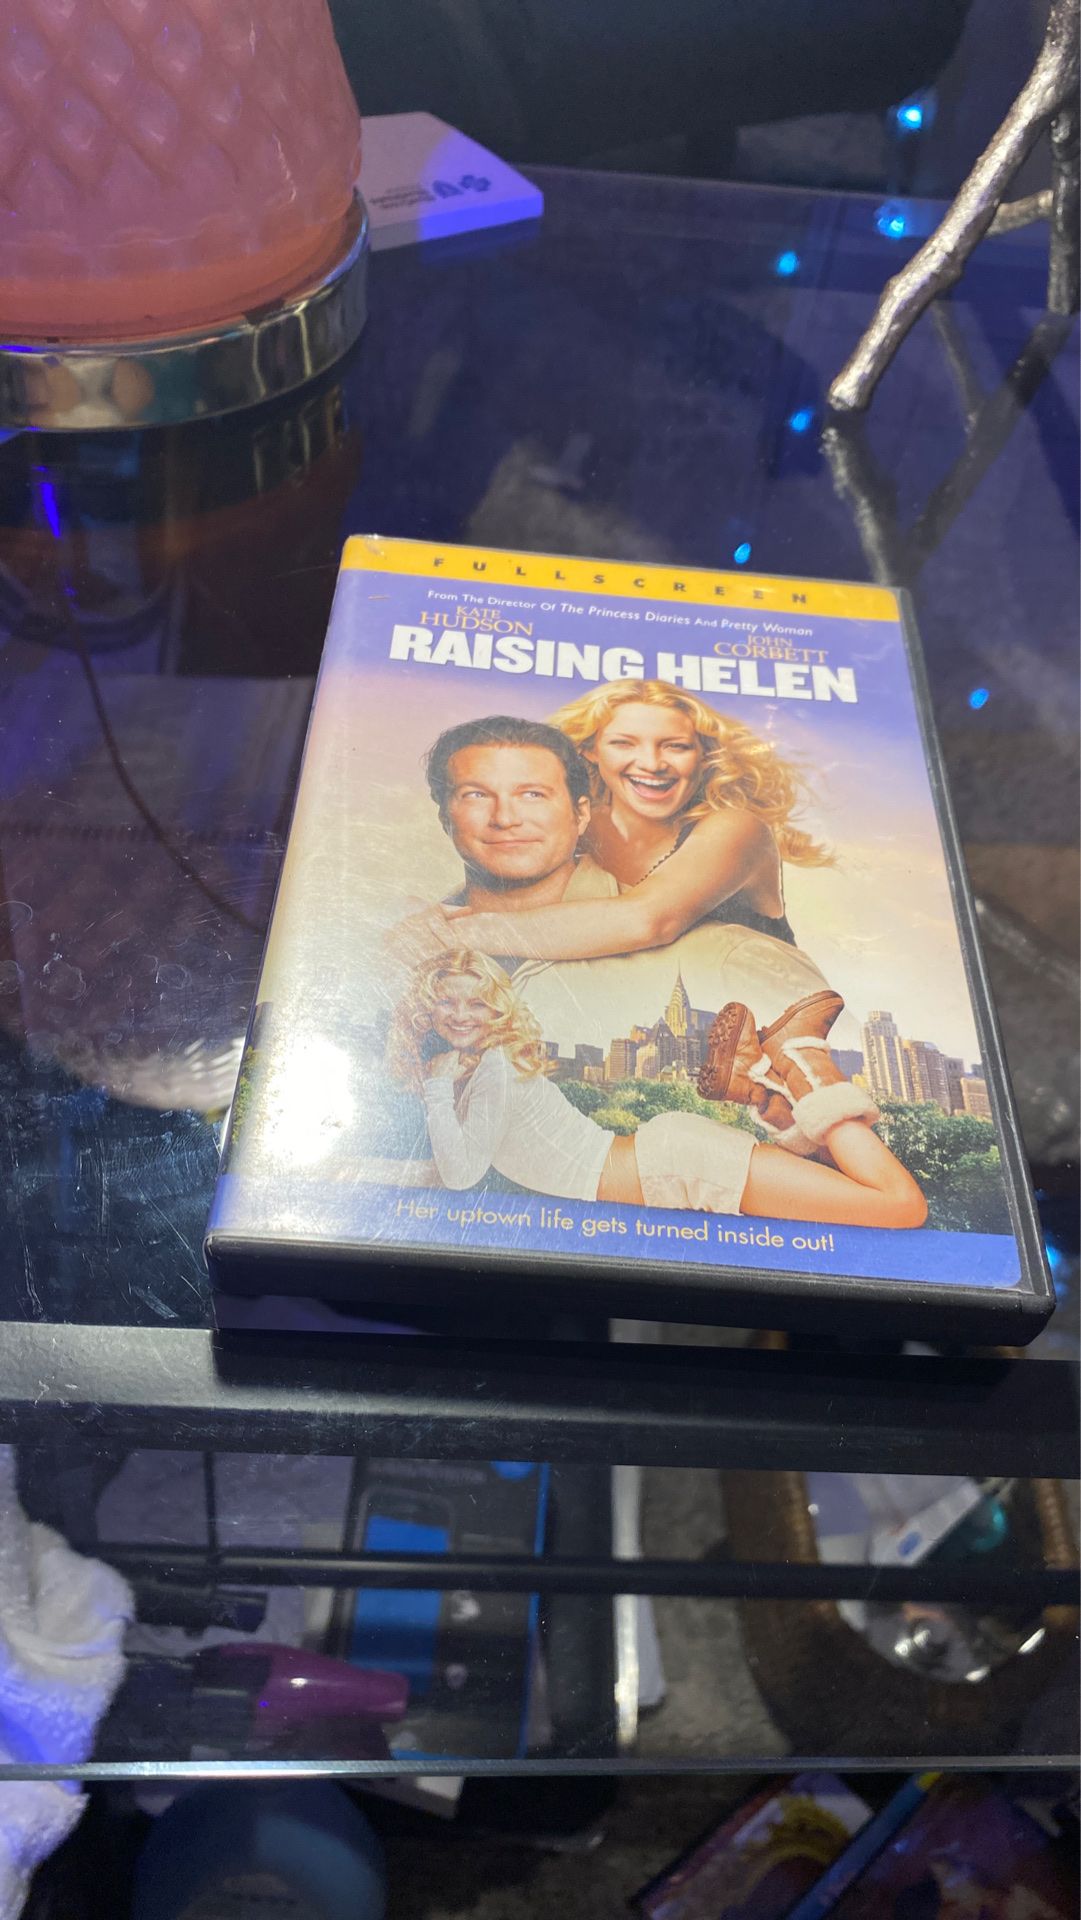 FULLSCREEN
From The Director Of The Princess Diaries And Pretty Woman
KATE HUDSON
JOHN CORBETT
RAISING HELEN
Her uptown life gets turned inside out!